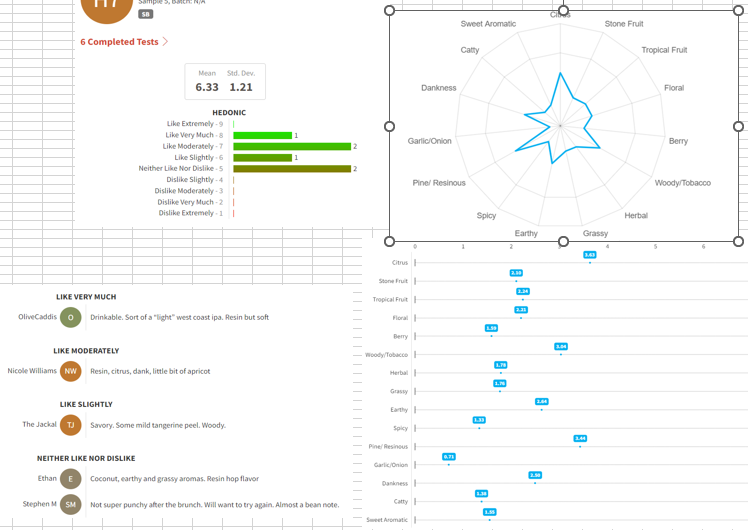 H7
Sample 5, Batch: N/A
SB
6 Completed Tests
Mean Std. Dev.
6.33 1.21
HEDONIC
Like Extremely - 9
Like Very Much - 8 1
Like Moderately - 7 2
Like Slightly - 6 1
Neither Like Nor Dislike - 5 2
Dislike Slightly - 4
Dislike Moderately - 3
Dislike Very Much - 2
Dislike Extremely - 1
LIKE VERY MUCH
OliveCaddis O Drinkable. Sort of a "light" west coast ipa. Resin but soft
LIKE MODERATELY
Nicole Williams NW Resin, citrus, dank, little bit of apricot
LIKE SLIGHTLY
The Jackal TJ Savory. Some mild tangerine peel. Woody.
NEITHER LIKE NOR DISLIKE
Ethan E Coconut, earthy and grassy aromas. Resin hop flavor
Stephen M SM Not super punchy after the brunch. Will want to try again. Almost a bean note.
Citrus
Stone Fruit
Tropical Fruit
Floral
Berry
Woody/Tobacco
Herbal
Grassy
Earthy
Spicy
Pine/ Resinous
Garlic/Onion
Dankness
Catty
Sweet Aromatic
0 1 2 3 4 5 6
Citrus 3.63
Stone Fruit 2.10
Tropical Fruit 2.24
Floral 2.21
Berry 1.59
Woody/Tobacco 3.04
Herbal 1.78
Grassy 1.76
Earthy 2.64
Spicy 1.33
Pine/ Resinous 3.44
Garlic/Onion 0.71
Dankness
Catty
Sweet Aromatic 1.55